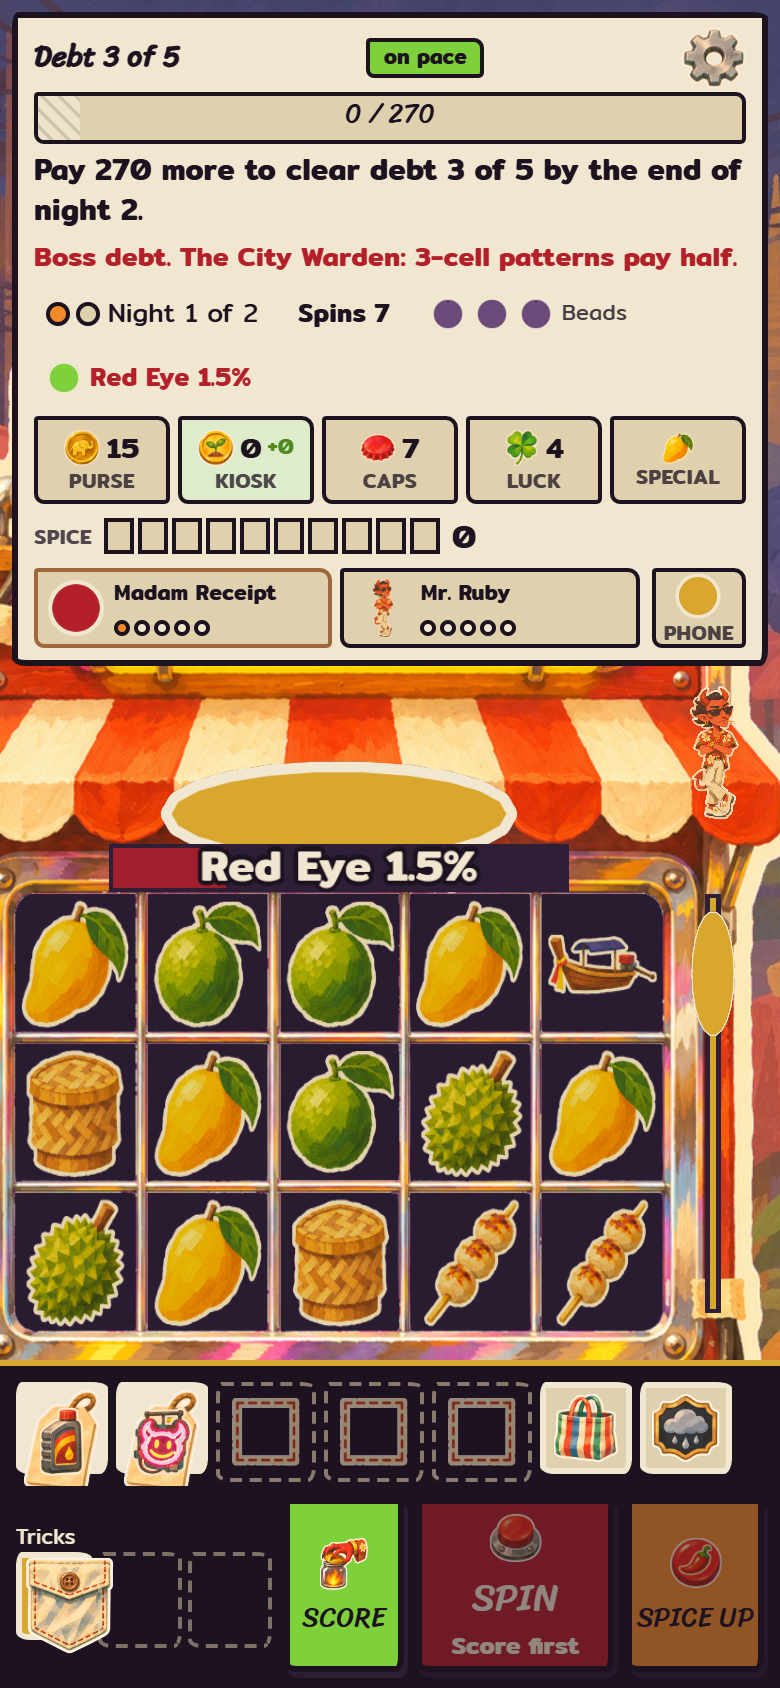 Debt 3 of 5
on pace
0 / 270
Pay 270 more to clear debt 3 of 5 by the end of
night 2.
Boss debt. The City Warden: 3-cell patterns pay half.
Night 1 of 2 Spins 7 Beads
Red Eye 1.5%
15 0 +0 7 4
PURSE KIOSK CAPS LUCK SPECIAL
SPICE 0
Madam Receipt Mr. Ruby
PHONE
Red Eye 1.5%
Tricks
SCORE SPIN SPICE UP
Score first